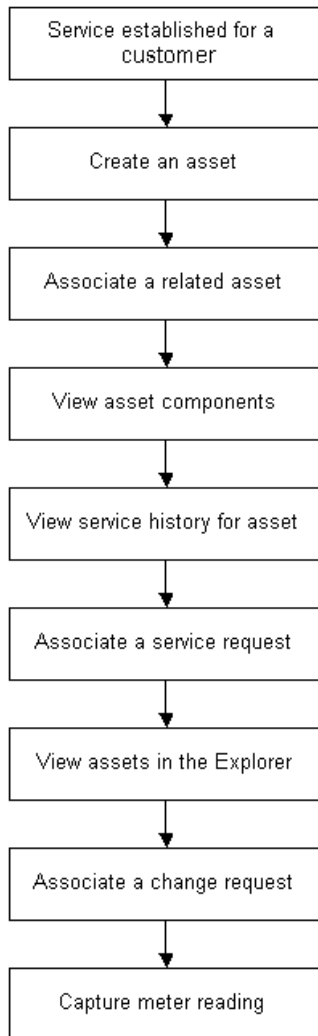 Service established for a
customer
Create an asset
Associate a related asset
View asset components
View service history for asset
Associate a service request
View assets in the Explorer
Associate a change request
Capture meter reading